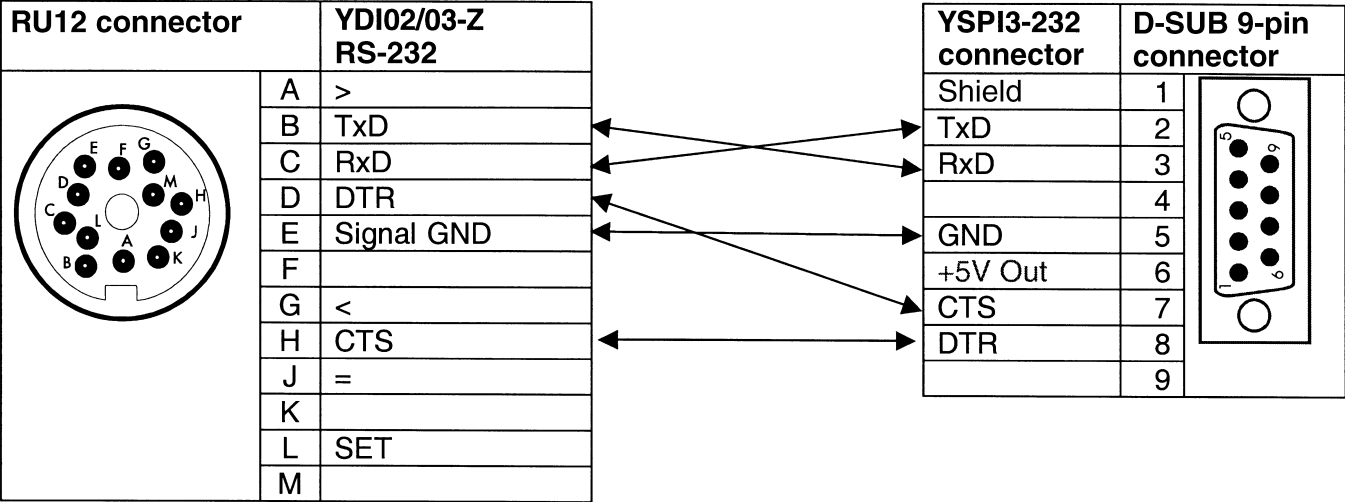 RU12 connector
YDI02/03-Z
RS-232
A >
B TxD
C RxD
D DTR
E Signal GND
F
G <
H CTS
J =
K
L SET
M
E F G
D M H
C L J
B A K
YSPI3-232
connector
D-SUB 9-pin
connector
Shield 1
TxD 2
RxD 3
4
GND 5
+5V Out 6
CTS 7
DTR 8
9
5 9
1 6